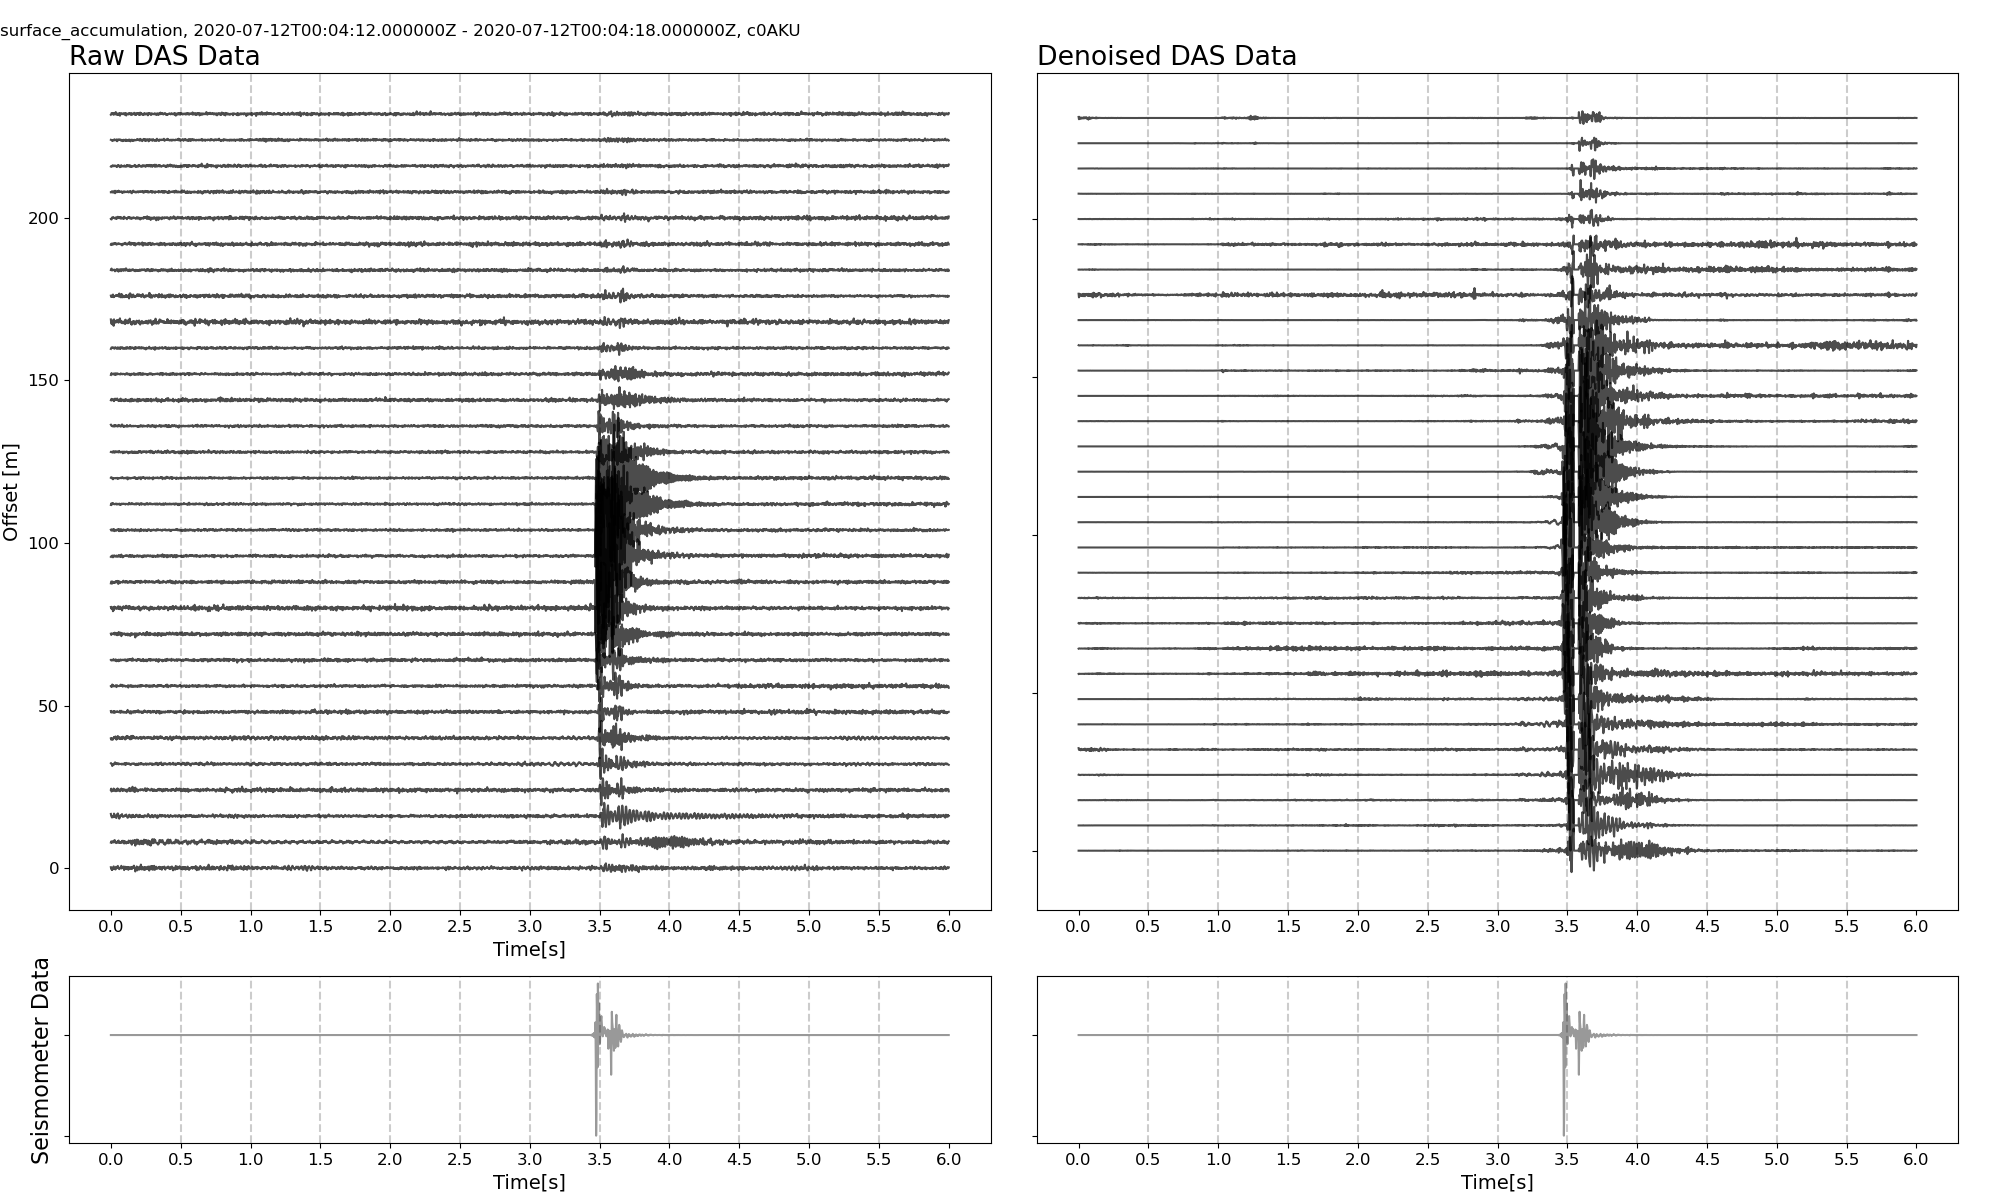 surface_accumulation, 2020-07-12T00:04:12.000000Z - 2020-07-12T00:04:18.000000Z, c0AKU
Raw DAS Data
Denoised DAS Data
Offset [m]
200
150
100
50
0
0.0 0.5 1.0 1.5 2.0 2.5 3.0 3.5 4.0 4.5 5.0 5.5 6.0
Time[s]
0.0 0.5 1.0 1.5 2.0 2.5 3.0 3.5 4.0 4.5 5.0 5.5 6.0
Seismometer Data
0.0 0.5 1.0 1.5 2.0 2.5 3.0 3.5 4.0 4.5 5.0 5.5 6.0
Time[s]
0.0 0.5 1.0 1.5 2.0 2.5 3.0 3.5 4.0 4.5 5.0 5.5 6.0
Time[s]